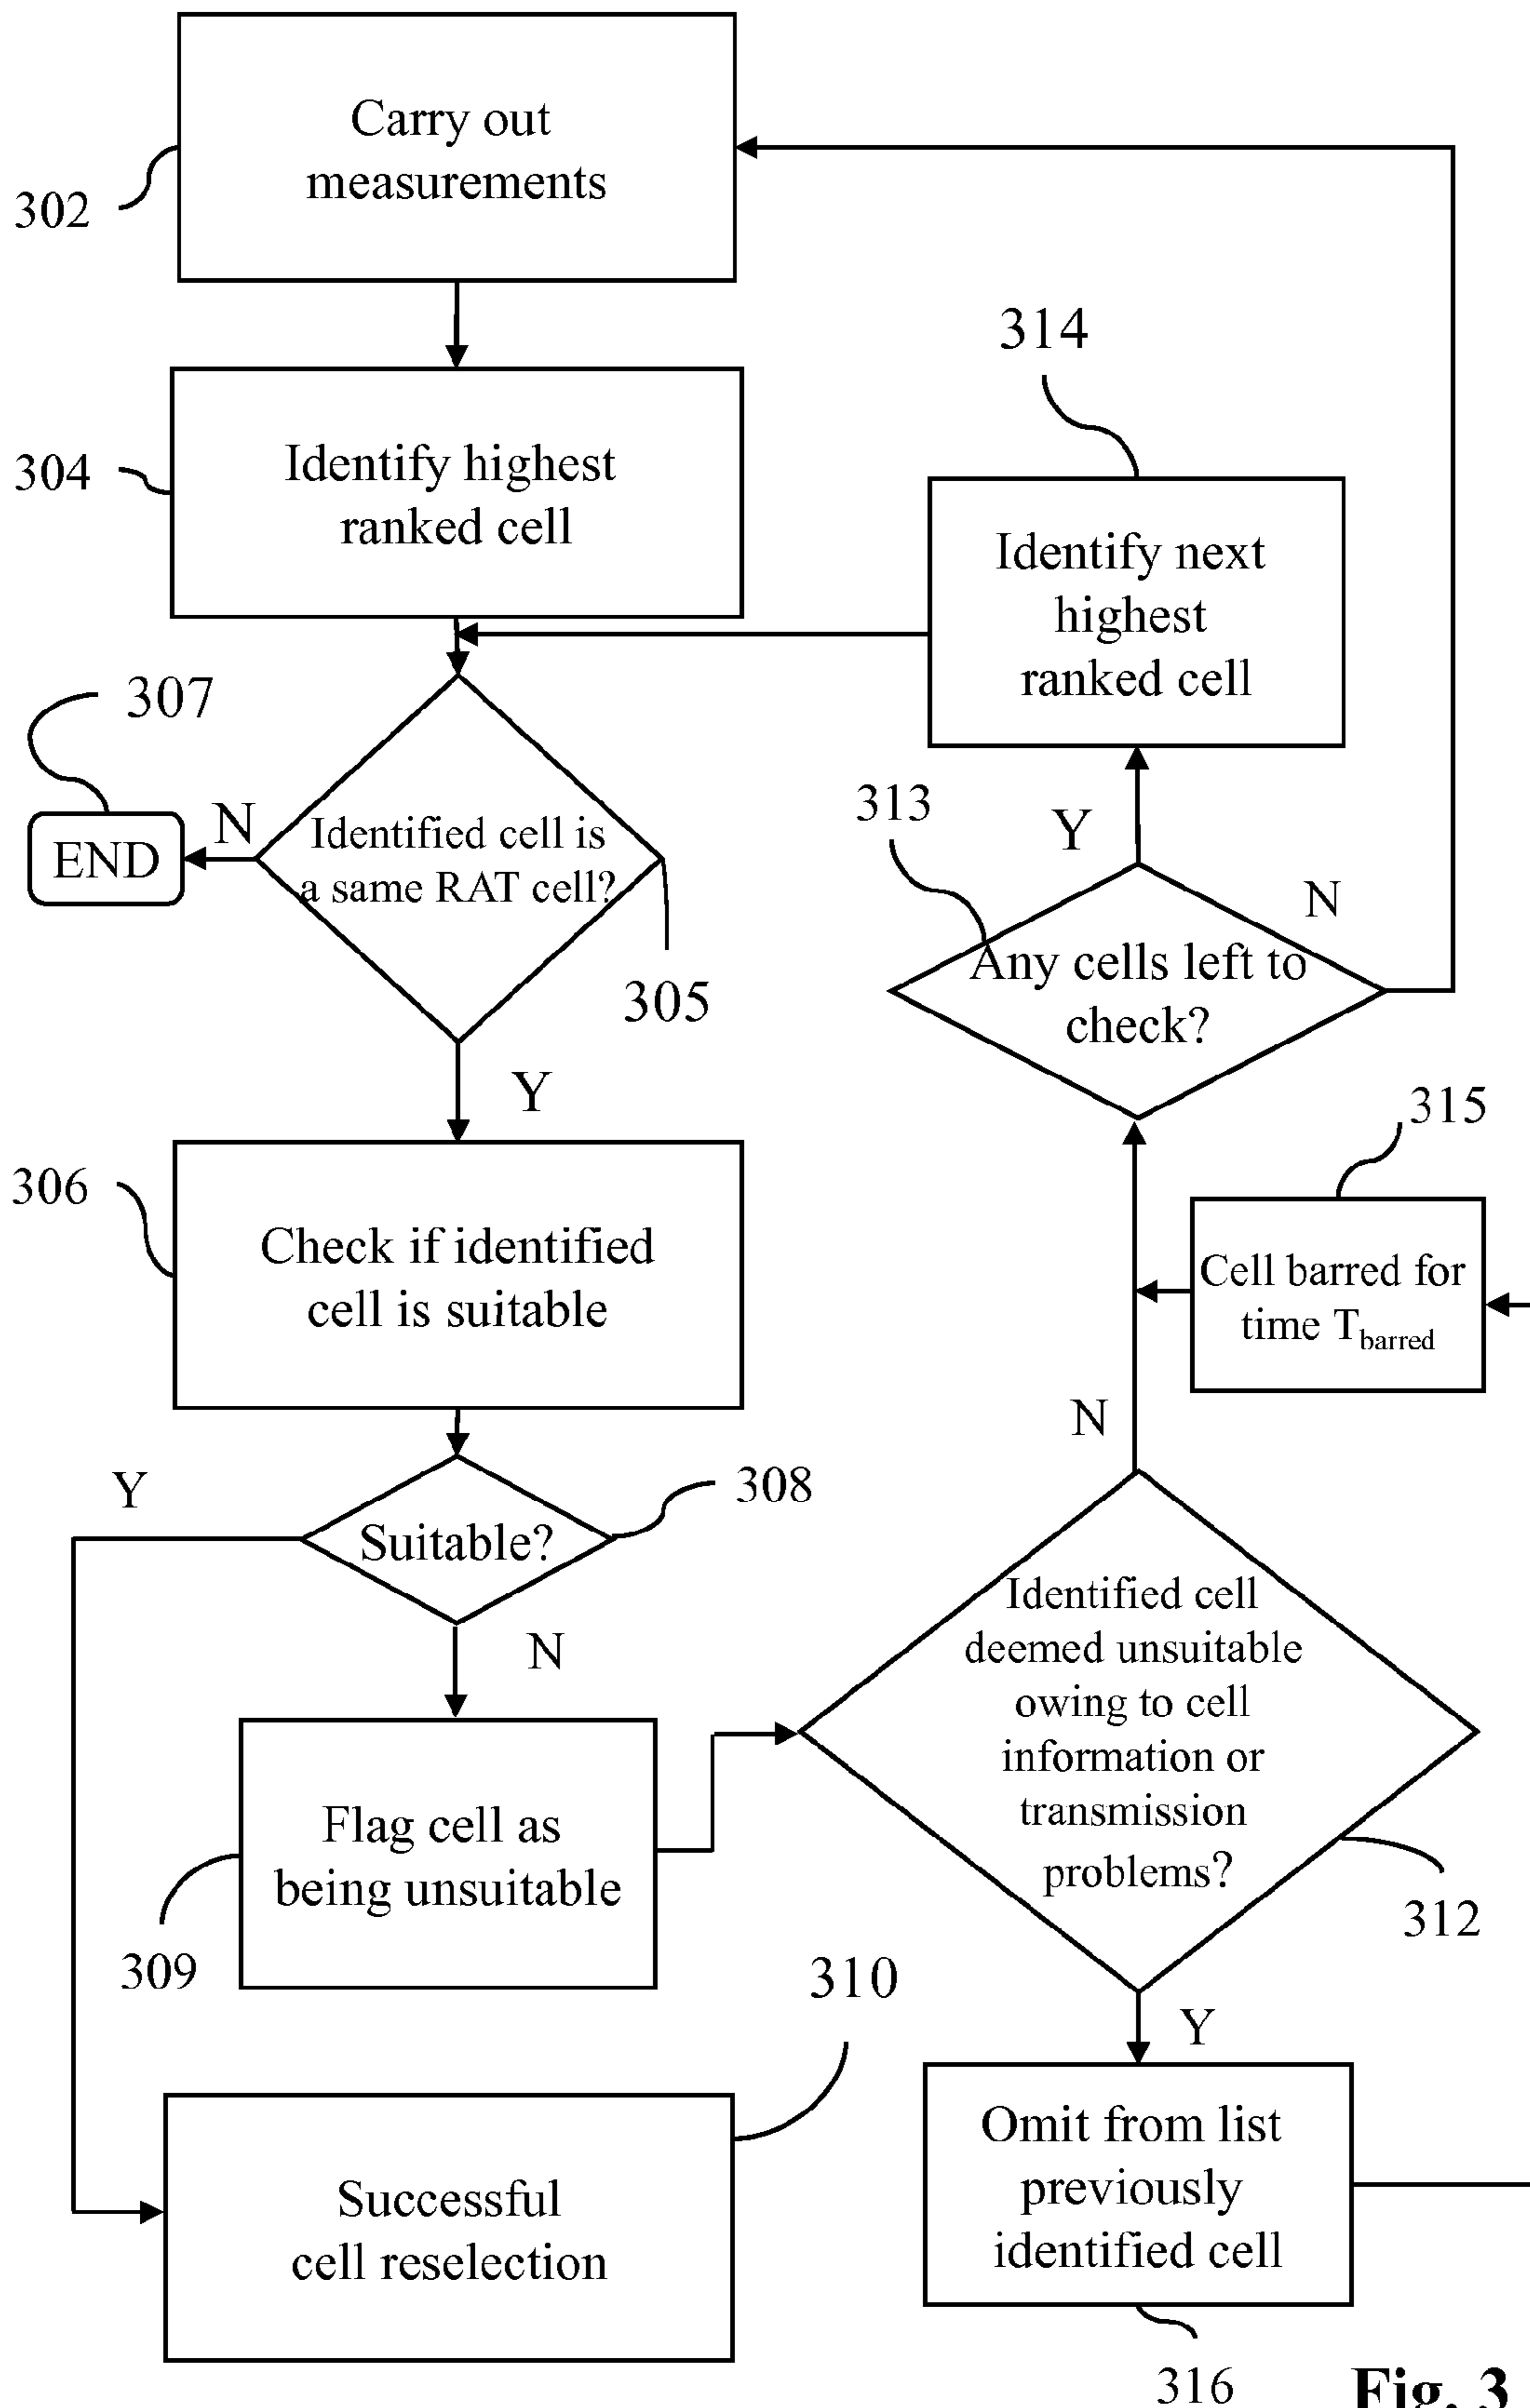 Carry out
measurements
302
314
304
Identify highest
ranked cell
Identify next
highest
ranked cell
307
END
N
Identified cell is
a same RAT cell?
305
Y
313
Y
N
Any cells left to
check?
315
306
Check if identified
cell is suitable
Cell barred for
time Tbarred
N
Y
308
Suitable?
N
Identified cell
deemed unsuitable
owing to cell
information or
transmission
problems?
312
Flag cell as
being unsuitable
309
310
Y
Successful
cell reselection
Omit from list
previously
identified cell
316
Fig. 3